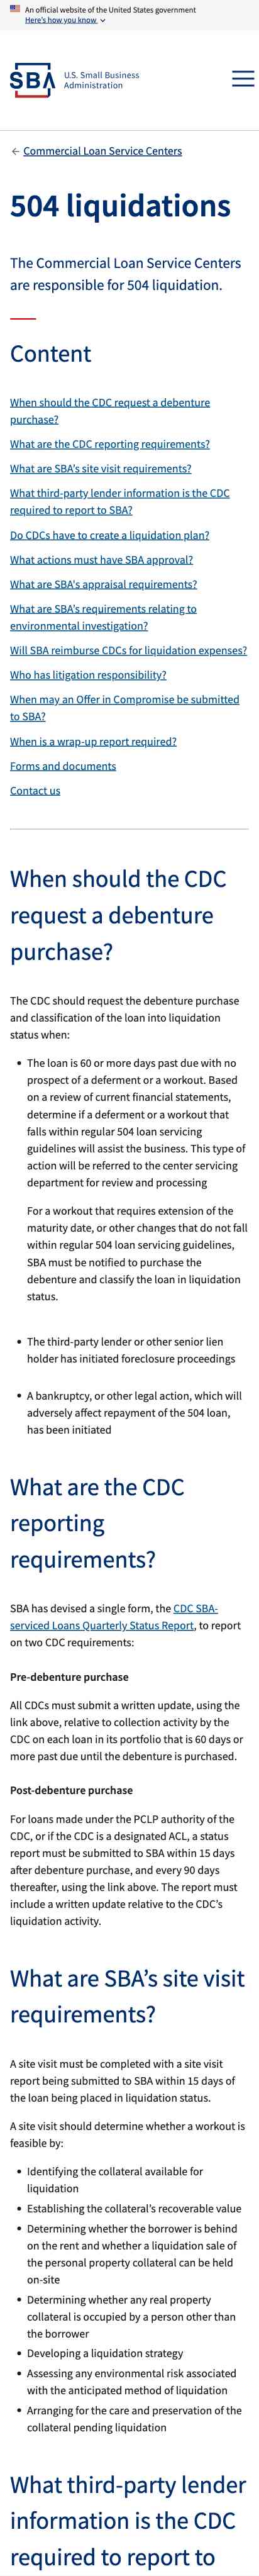 An official website of the United States government
Here's how you know
SBA
U.S. Small Business
Administration
Commercial Loan Service Centers
504 liquidations
The Commercial Loan Service Centers
are responsible for 504 liquidation.
Content
When should the CDC request a debenture
purchase?
What are the CDC reporting requirements?
What are SBA's site visit requirements?
What third-party lender information is the CDC
required to report to SBA?
Do CDCs have to create a liquidation plan?
What actions must have SBA approval?
What are SBA's appraisal requirements?
What are SBA's requirements relating to
environmental investigation?
Will SBA reimburse CDCs for liquidation expenses?
Who has litigation responsibility?
When may an Offer in Compromise be submitted
to SBA?
When is a wrap-up report required?
Forms and documents
Contact us
When should the CDC
request a debenture
purchase?
The CDC should request the debenture purchase
and classification of the loan into liquidation
status when:
• The loan is 60 or more days past due with no
prospect of a deferment or a workout. Based
on a review of current financial statements,
determine if a deferment or a workout that
falls within regular 504 loan servicing
guidelines will assist the business. This type of
action will be referred to the center servicing
department for review and processing
For a workout that requires extension of the
maturity date, or other changes that do not fall
within regular 504 loan servicing guidelines,
SBA must be notified to purchase the
debenture and classify the loan in liquidation
status.
• The third-party lender or other senior lien
holder has initiated foreclosure proceedings
• A bankruptcy, or other legal action, which will
adversely affect repayment of the 504 loan,
has been initiated
What are the CDC
reporting
requirements?
SBA has devised a single form, the CDC SBA-
serviced Loans Quarterly Status Report, to report
on two CDC requirements:
Pre-debenture purchase
All CDCs must submit a written update, using the
link above, relative to collection activity by the
CDC on each loan in its portfolio that is 60 days or
more past due until the debenture is purchased.
Post-debenture purchase
For loans made under the PCLP authority of the
CDC, or if the CDC is a designated ACL, a status
report must be submitted to SBA within 15 days
after debenture purchase, and every 90 days
thereafter, using the link above. The report must
include a written update relative to the CDC's
liquidation activity.
What are SBA's site visit
requirements?
A site visit must be completed with a site visit
report being submitted to SBA within 15 days of
the loan being placed in liquidation status.
A site visit should determine whether a workout is
feasible by:
• Identifying the collateral available for
liquidation
• Establishing the collateral's recoverable value
• Determining whether the borrower is behind
on the rent and whether a liquidation sale of
the personal property collateral can be held
on-site
• Determining whether any real property
collateral is occupied by a person other than
the borrower
• Developing a liquidation strategy
• Assessing any environmental risk associated
with the anticipated method of liquidation
• Arranging for the care and preservation of the
collateral pending liquidation
What third-party lender
information is the CDC
required to report to